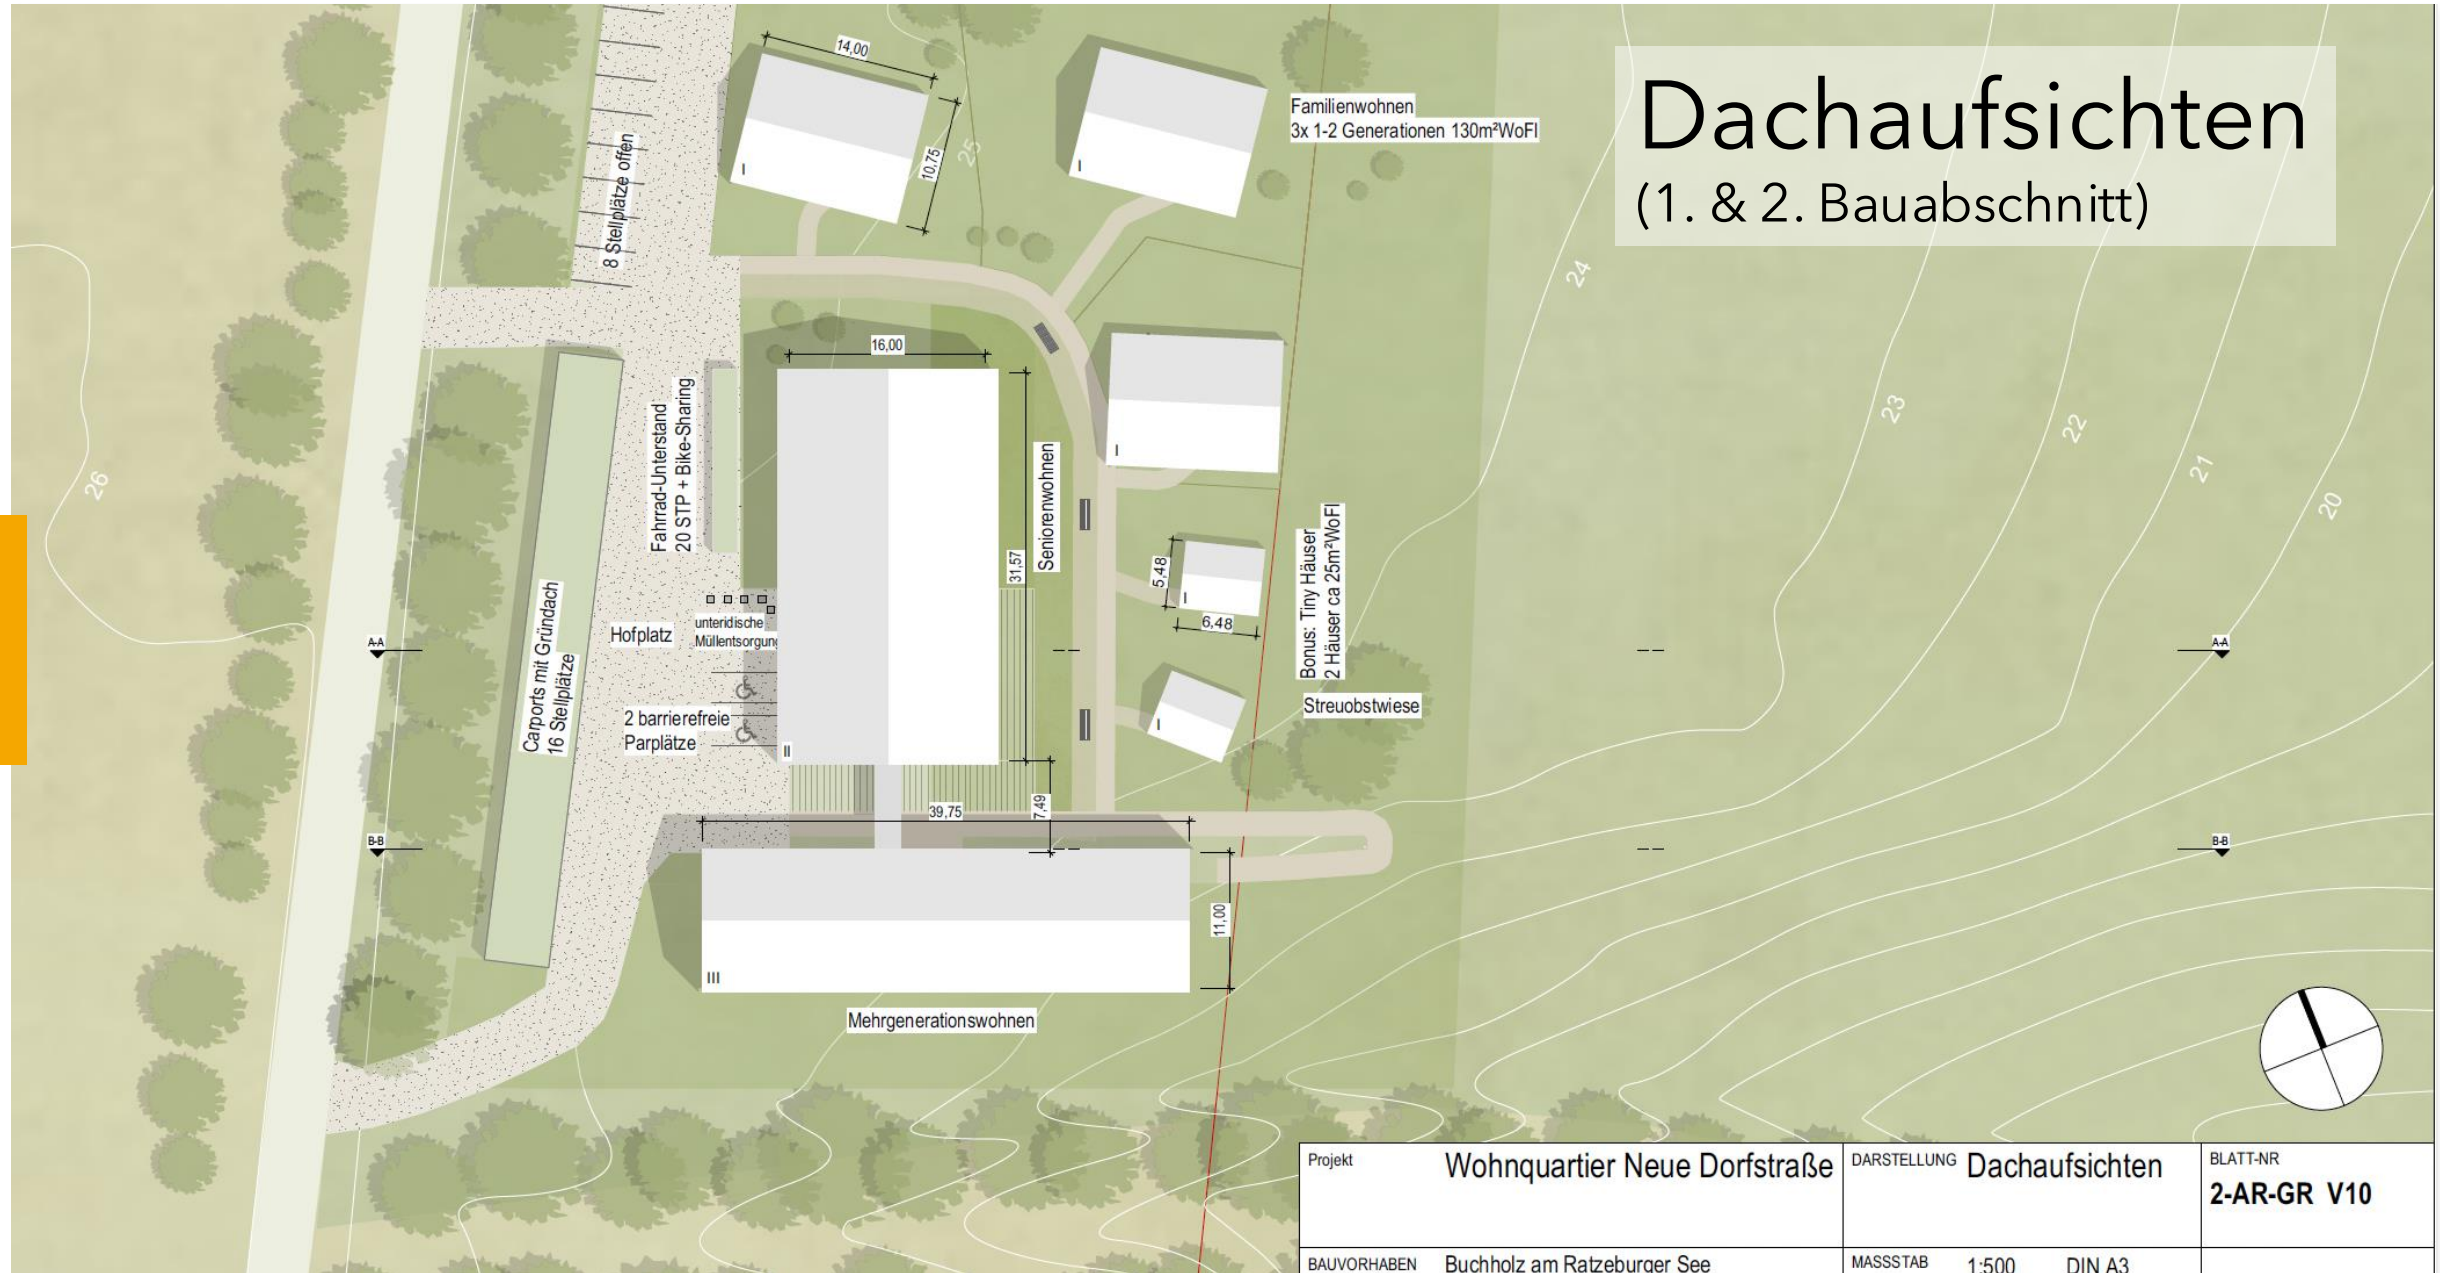 Dachaufsichten
(1. & 2. Bauabschnitt)
14,00
10,75
I
I
25
Familienwohnen
3x 1-2 Generationen 130m²WoFl
8 Stellplätze offen
24
16,00
Fahrrad-Unterstand
20 STP + Bike-Sharing
31,57
Seniorenwohnen
I
23
22
21
20
26
5,48
I
6,48
Bonus: Tiny Häuser
2 Häuser ca 25m²WoFl
Carports mit Gründach
16 Stellplätze
Hofplatz
unteridische
Müllentsorgung
A-A
A-A
2 barrierefreie
Parplätze
II
I
Streuobstwiese
39,75
7,49
B-B
B-B
11,00
III
Mehrgenerationswohnen
Projekt
Wohnquartier Neue Dorfstraße
DARSTELLUNG
Dachaufsichten
BLATT-NR
2-AR-GR V10
BAUVORHABEN
Buchholz am Ratzeburger See
MASSSTAB
1:500
DIN A3